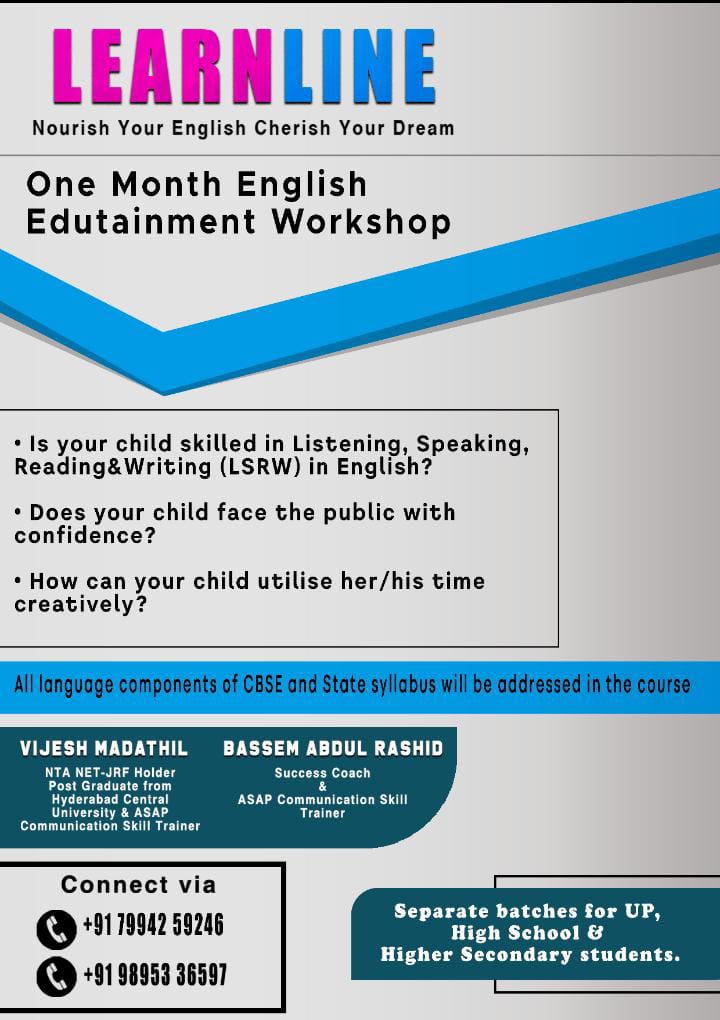 LEARNLINE
Nourish Your English Cherish Your Dream
One Month English
Edutainment Workshop
• Is your child skilled in Listening, Speaking,
Reading&Writing (LSRW) in English?
• Does your child face the public with
confidence?
• How can your child utilise her/his time
creatively?
All language components of CBSE and State syllabus will be addressed in the course
VIJESH MADATHIL
NTA NET-JRF Holder
Post Graduate from
Hyderabad Central
University & ASAP
Communication Skill Trainer
BASSEM ABDUL RASHID
Success Coach
&
ASAP Communication Skill
Trainer
Connect via
+91 79942 59246
+91 98953 36597
Separate batches for UP,
High School &
Higher Secondary students.